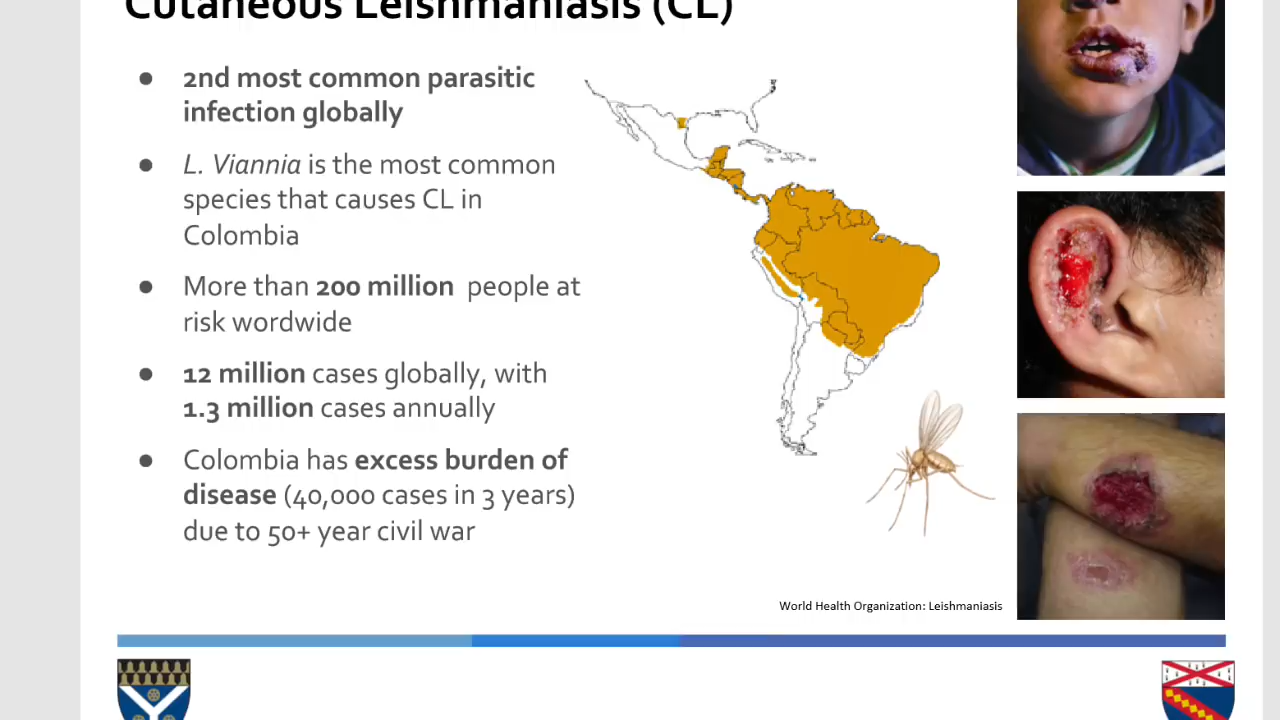 Cutaneous Leishmaniasis (CL)
● 2nd most common parasitic
infection globally
● L. Viannia is the most common
species that causes CL in
Colombia
● More than 200 million people at
risk wordwide
● 12 million cases globally, with
1.3 million cases annually
● Colombia has excess burden of
disease (40,000 cases in 3 years)
due to 50+ year civil war
World Health Organization: Leishmaniasis